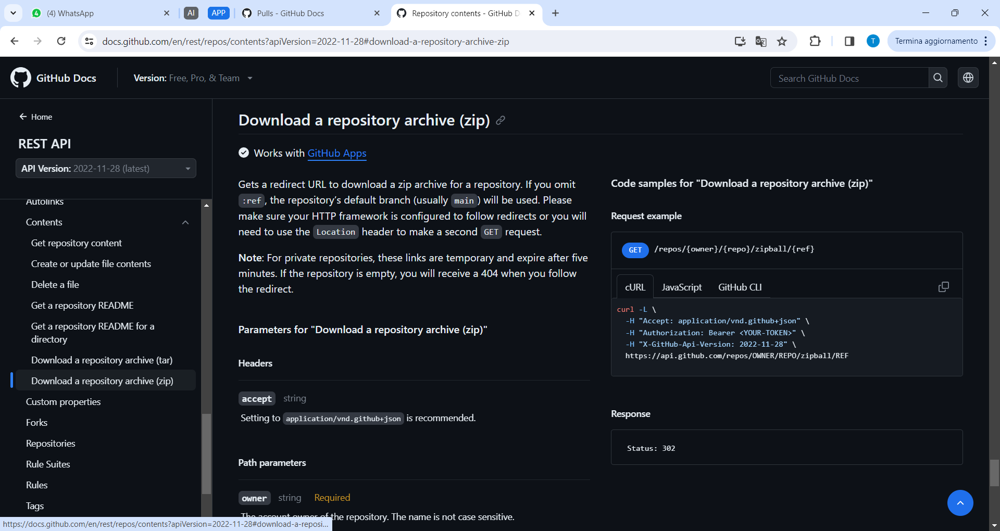 (4) WhatsApp
AI
APP
Pulls - GitHub Docs
Repository contents - GitHub D
docs.github.com/en/rest/repos/contents?apiVersion=2022-11-28#download-a-repository-archive-zip
T
Termina aggiornamento
GitHub Docs
Version: Free, Pro, & Team
Search GitHub Docs
Home
REST API
API Version: 2022-11-28 (latest)
Autolinks
Contents
Get repository content
Create or update file contents
Delete a file
Get a repository README
Get a repository README for a
directory
Download a repository archive (tar)
Download a repository archive (zip)
Custom properties
Forks
Repositories
Rule Suites
Rules
Tags
Download a repository archive (zip)
Works with GitHub Apps
Gets a redirect URL to download a zip archive for a repository. If you omit
:ref, the repository’s default branch (usually main) will be used. Please
make sure your HTTP framework is configured to follow redirects or you will
need to use the Location header to make a second GET request.
Note: For private repositories, these links are temporary and expire after five
minutes. If the repository is empty, you will receive a 404 when you follow
the redirect.
Parameters for "Download a repository archive (zip)"
Headers
accept string
Setting to application/vnd.github+json is recommended.
Path parameters
owner string Required
The account owner of the repository. The name is not case sensitive.
Code samples for "Download a repository archive (zip)"
Request example
GET /repos/{owner}/{repo}/zipball/{ref}
cURL JavaScript GitHub CLI
curl -L \
-H "Accept: application/vnd.github+json" \
-H "Authorization: Bearer <YOUR-TOKEN>" \
-H "X-GitHub-Api-Version: 2022-11-28" \
https://api.github.com/repos/OWNER/REPO/zipball/REF
Response
Status: 302
https://docs.github.com/en/rest/repos/contents?apiVersion=2022-11-28#download-a-reposi...